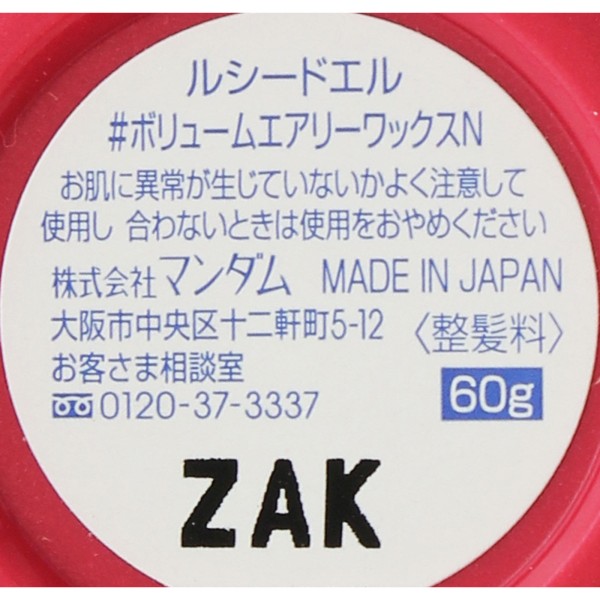 ルシードエル
#ボリュームエアリーワックスN
お肌に異常が生じていないかよく注意して
使用し 合わないときは使用をおやめください
株式会社マンダム MADE IN JAPAN
大阪市中央区十二軒町5-12 〈整髪料〉
お客さま相談室
0120-37-3337 60g
ZAK